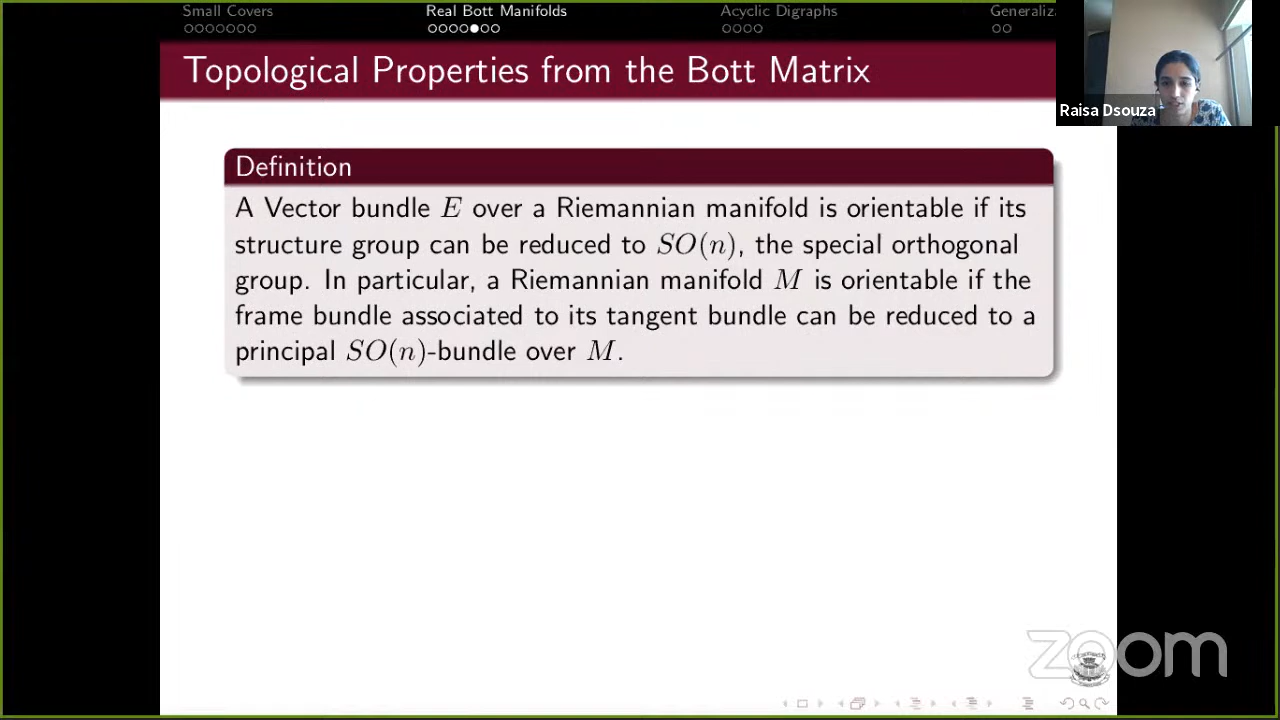 Small Covers
Real Bott Manifolds
Acyclic Digraphs
Generaliza
Topological Properties from the Bott Matrix
Raisa Dsouza
Definition
A Vector bundle E over a Riemannian manifold is orientable if its
structure group can be reduced to SO(n), the special orthogonal
group. In particular, a Riemannian manifold M is orientable if the
frame bundle associated to its tangent bundle can be reduced to a
principal SO(n)-bundle over M.
zoom